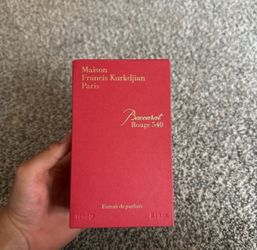 Maison
Francis Kurkdjian
Paris
Baccarat
Rouge 540
Extrait de parfum